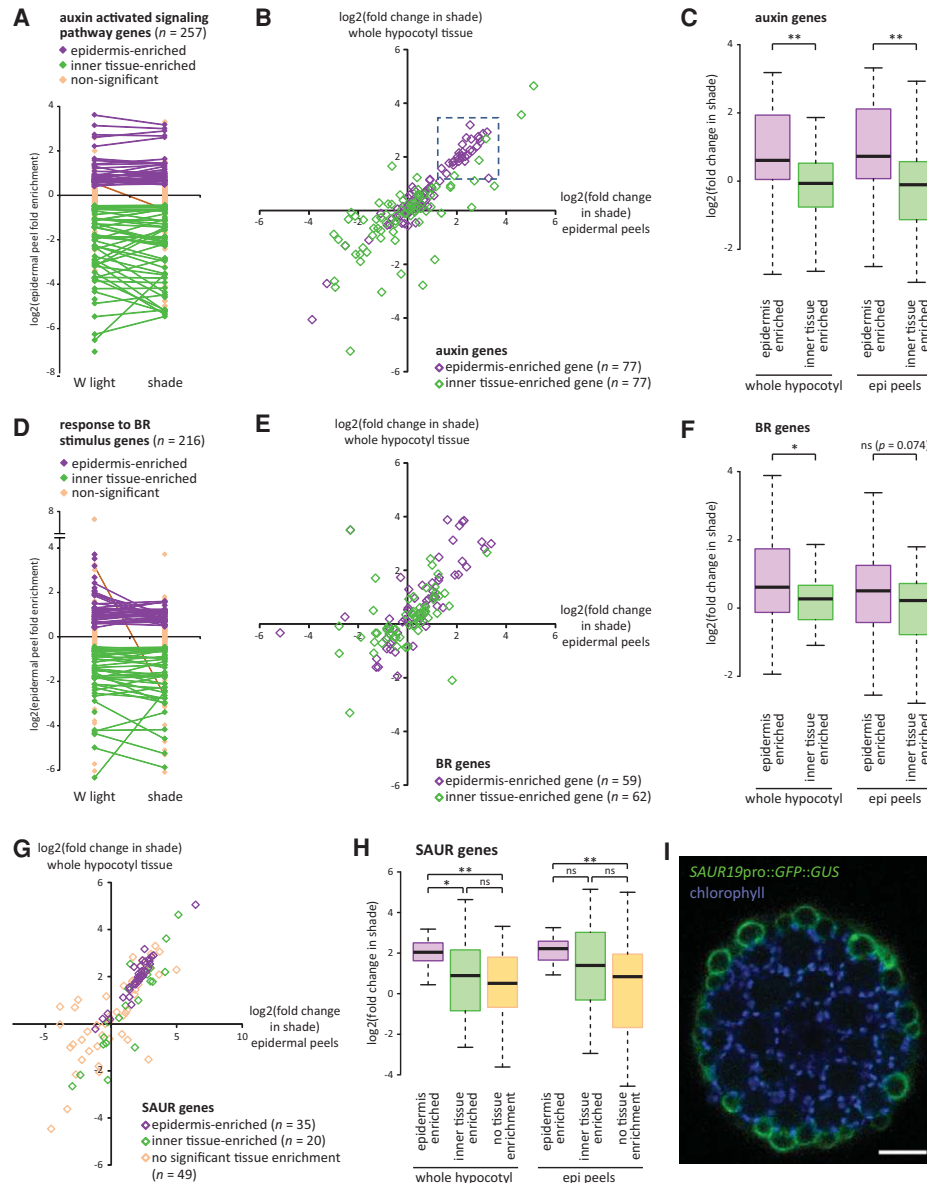 A
auxin activated signaling
pathway genes (n = 257)
epidermis-enriched
inner tissue-enriched
non-significant
log2(epidermal peel fold enrichment)
4
2
0
-2
-4
-6
-8
W light
shade
B
log2(fold change in shade)
whole hypocotyl tissue
6
4
2
-6
-4
-2
0
2
4
6
-2
-4
-6
log2(fold
change
in shade)
epidermal peels
auxin genes
epidermis-enriched gene (n = 77)
inner tissue-enriched gene (n = 77)
C
auxin genes
**
**
log2(fold change in shade)
4
2
0
-2
epidermis
enriched
inner tissue
enriched
epidermis
enriched
inner tissue
enriched
whole hypocotyl
epi peels
D
response to BR
stimulus genes (n = 216)
epidermis-enriched
inner tissue-enriched
non-significant
log2(epidermal peel fold enrichment)
8
4
2
0
-2
-4
-6
W light
shade
E
log2(fold change in shade)
whole hypocotyl tissue
6
4
2
-6
-4
-2
0
2
4
6
-2
-4
-6
log2(fold
change
in shade)
epidermal peels
BR genes
epidermis-enriched gene (n = 59)
inner tissue-enriched gene (n = 62)
F
BR genes
*
ns (p = 0.074)
log2(fold change in shade)
4
2
0
-2
epidermis
enriched
inner tissue
enriched
epidermis
enriched
inner tissue
enriched
whole hypocotyl
epi peels
G
log2(fold change in shade)
whole hypocotyl tissue
6
4
2
-5
0
5
10
-2
-4
-6
log2(fold
change
in shade)
epidermal peels
SAUR genes
epidermis-enriched (n = 35)
inner tissue-enriched (n = 20)
no significant tissue enrichment
(n = 49)
H
SAUR genes
**
*
ns
**
ns
ns
log2(fold change in shade)
6
4
2
0
-2
-4
epidermis
enriched
inner tissue
enriched
no tissue
enrichment
epidermis
enriched
inner tissue
enriched
no tissue
enrichment
whole hypocotyl
epi peels
I
SAUR19pro::GFP::GUS
chlorophyll